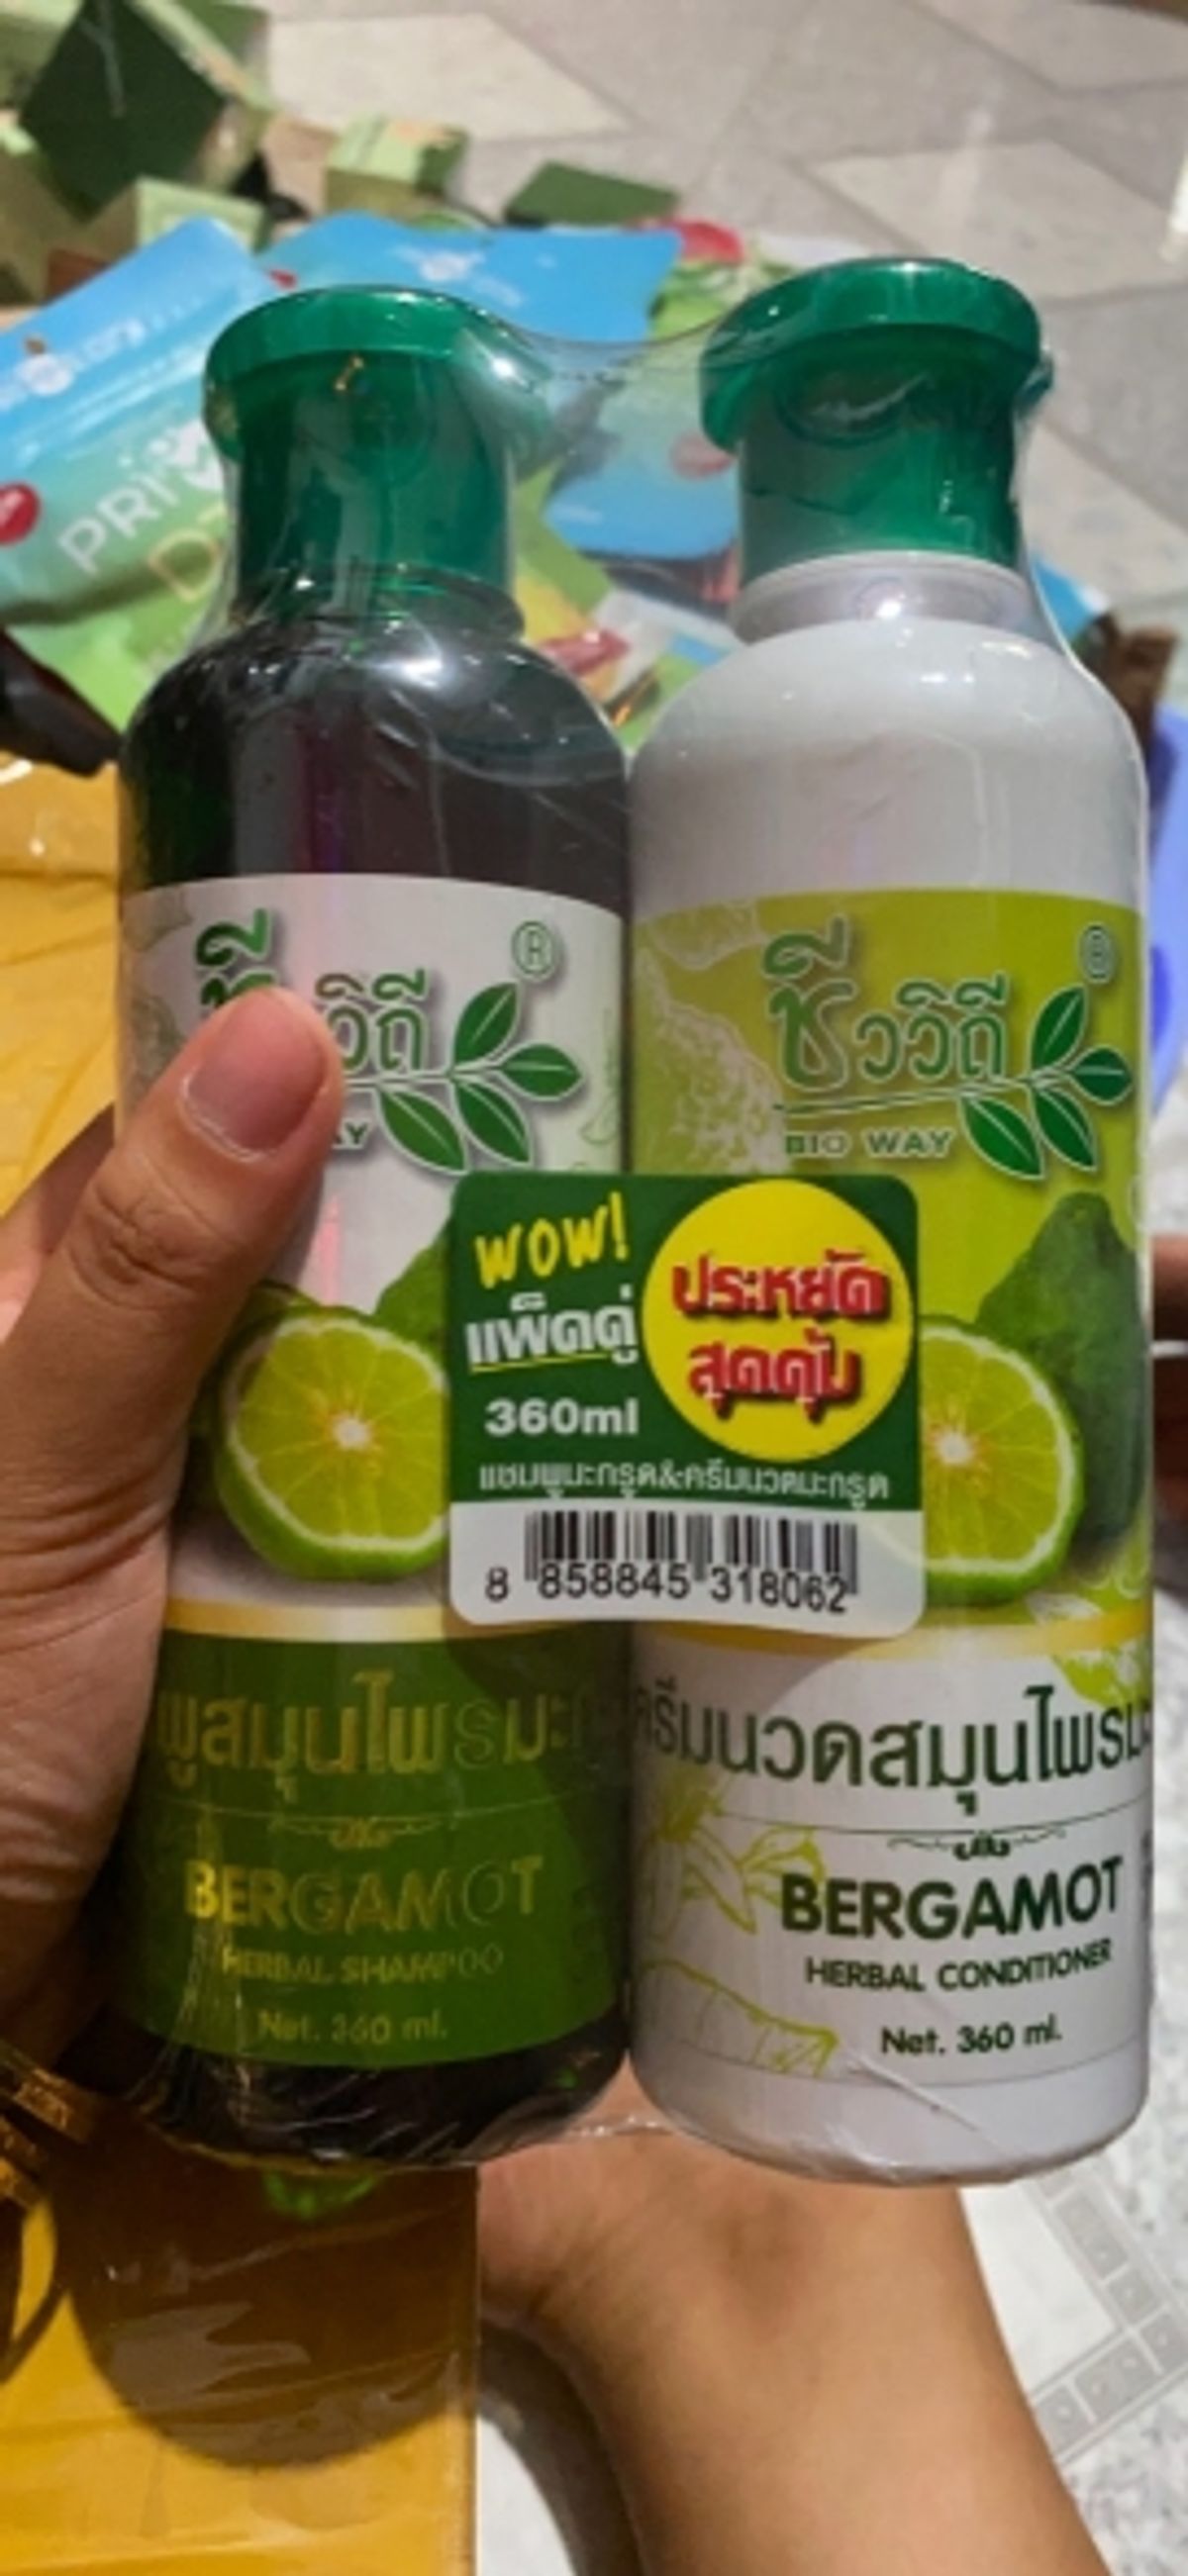 PRI
ชีววิถี
®
WAY
ชีววิถี
®
BIO WAY
WOW!
แพ็คคู่
360ml
ประหยัด
สุดคุ้ม
แชมพูมะกรูด&ครีมนวดมะกรูด
8 858845 318062
พูสมุนไพรมะ
BERGAMOT
HERBAL SHAMPOO
Net. 360 ml.
ครีมนวดสมุนไพรมะ
BERGAMOT
HERBAL CONDITIONER
Net. 360 ml.